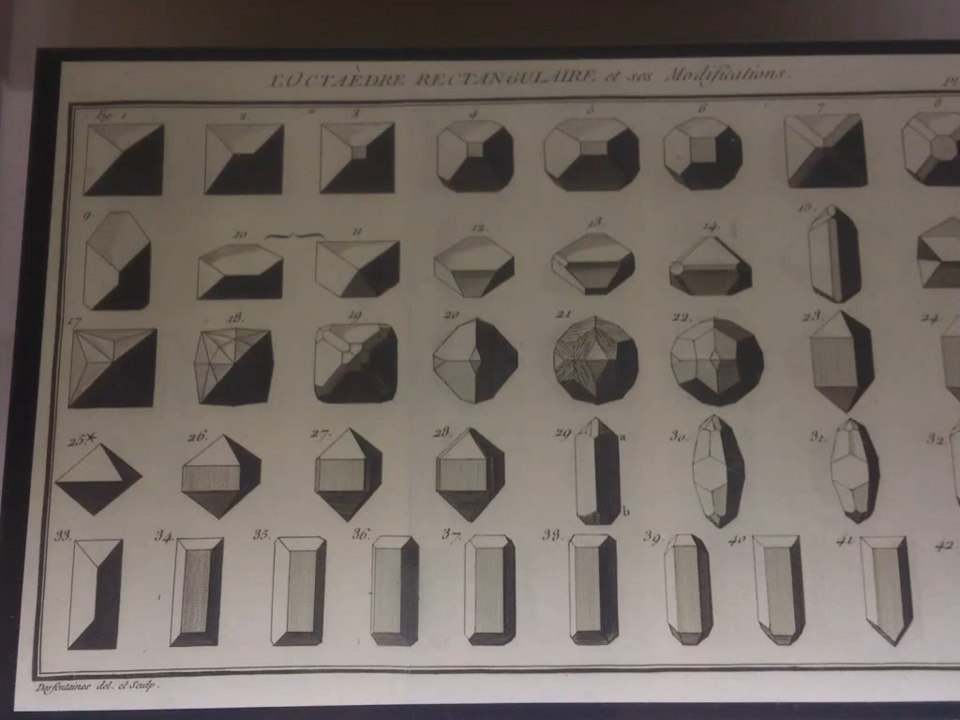 L'OCTAÈDRE RECTANGULAIRE et ses Modifications.
Pl
Fig. 1 2. 3 4 5 6 7 8
9. 10 11 12. 13. 14. 15.
17 18. 19 20 21 22. 23. 24.
25.* 26. 27. 28. 29 a 30. 31. 32.
b
33. 34. 35. 36. 37. 38. 39. 40 41. 42.
Desfontaines del. et Sculp.